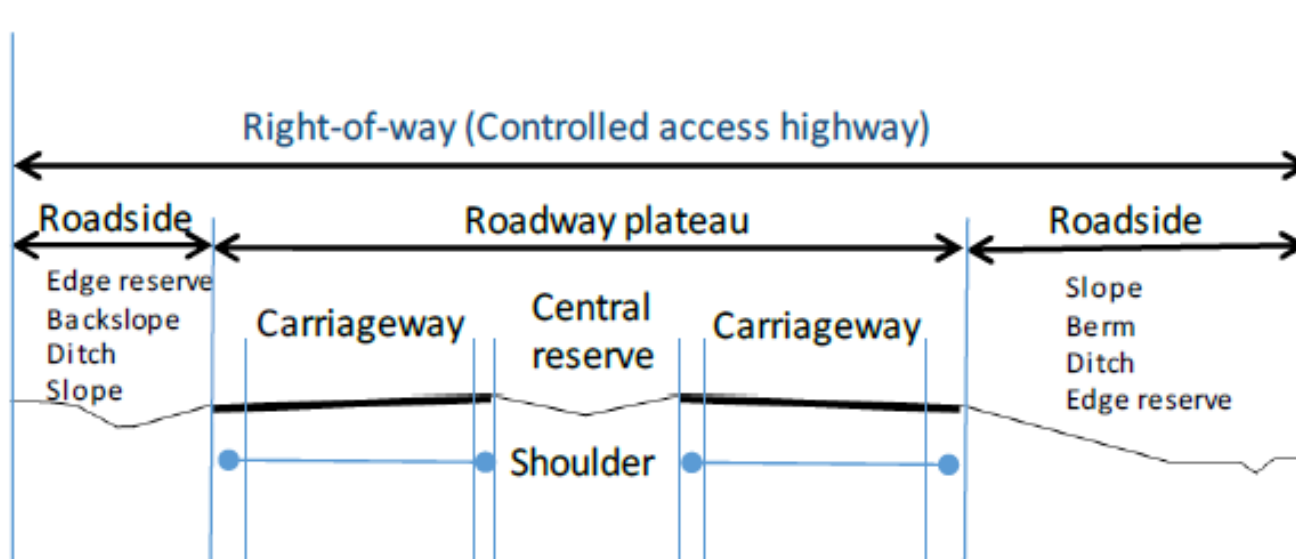 Right-of-way (Controlled access highway)
Roadside
Roadway plateau
Roadside
Edge reserve
Backslope
Ditch
Slope
Carriageway
Central
reserve
Carriageway
Slope
Berm
Ditch
Edge reserve
Shoulder